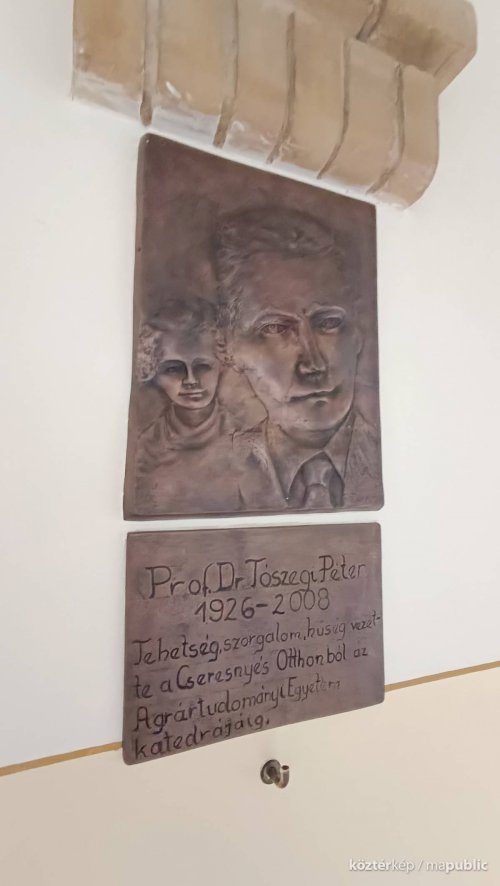 Prof. Dr. Tószegi Péter
1926-2008
Tehetség, szorgalom, hűség vezet-
te a Cseresnyés Otthonból az
Agrártudományi Egyetem
katedrájáig.
köztérkép / mapublic